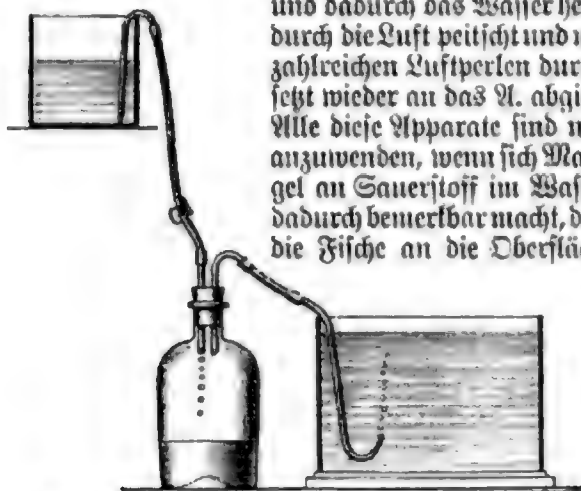 und dadurch das Wasser he
durch die Luft peitscht und m
zahlreichen Luftperlen dur
setzt wieder an das A. abgi
Alle diese Apparate sind n
anzuwenden, wenn sich Ma
gel an Sauerstoff im Waſ
dadurch bemerkbar macht, d
die Fische an die Oberfläc